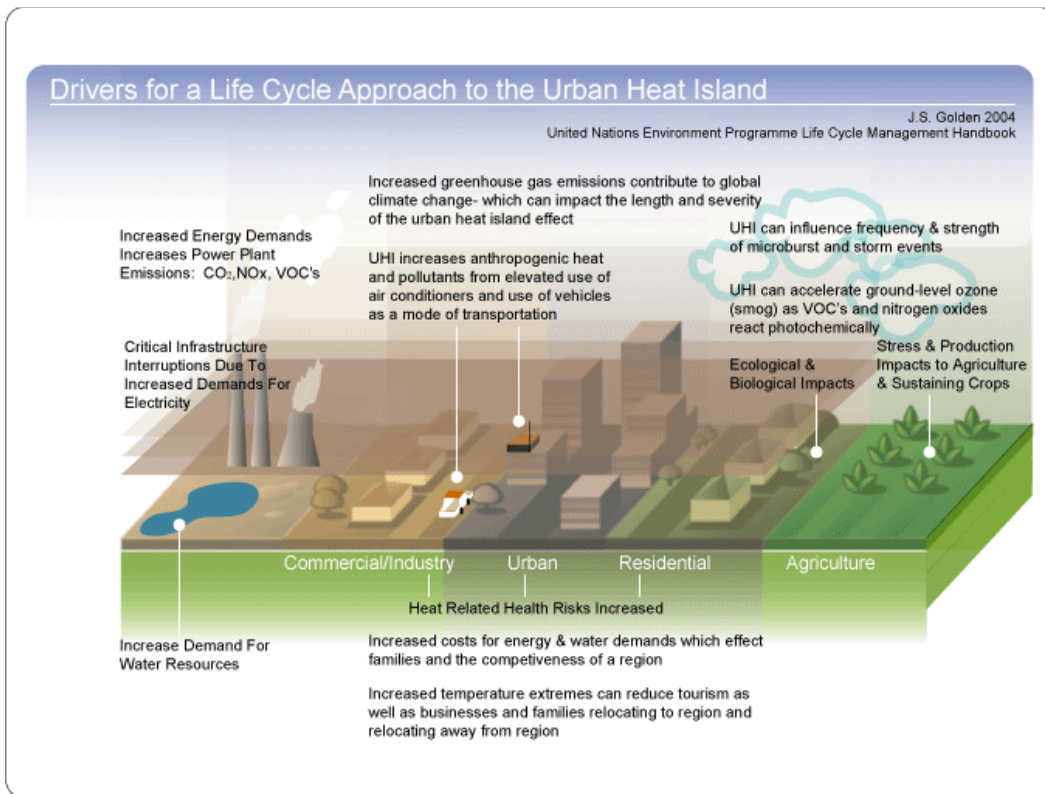 Drivers for a Life Cycle Approach to the Urban Heat Island
J.S. Golden 2004
United Nations Environment Programme Life Cycle Management Handbook
Increased greenhouse gas emissions contribute to global
climate change- which can impact the length and severity
of the urban heat island effect
Increased Energy Demands
Increases Power Plant
Emissions: CO₂,NOx, VOC's
UHI increases anthropogenic heat
and pollutants from elevated use of
air conditioners and use of vehicles
as a mode of transportation
UHI can influence frequency & strength
of microburst and storm events
UHI can accelerate ground-level ozone
(smog) as VOC's and nitrogen oxides
react photochemically
Critical Infrastructure
Interruptions Due To
Increased Demands For
Electricity
Ecological &
Biological Impacts
Stress & Production
Impacts to Agriculture
& Sustaining Crops
Commercial/Industry
Urban
Residential
Agriculture
Heat Related Health Risks Increased
Increase Demand For
Water Resources
Increased costs for energy & water demands which effect
families and the competiveness of a region
Increased temperature extremes can reduce tourism as
well as businesses and families relocating to region and
relocating away from region